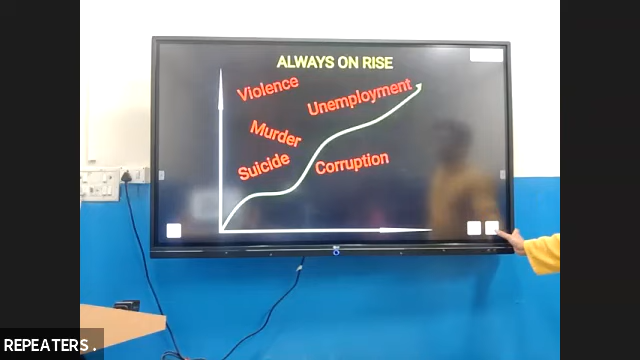 ALWAYS ON RISE
Violence
Unemployment
Murder
Suicide
Corruption
REPEATERS.